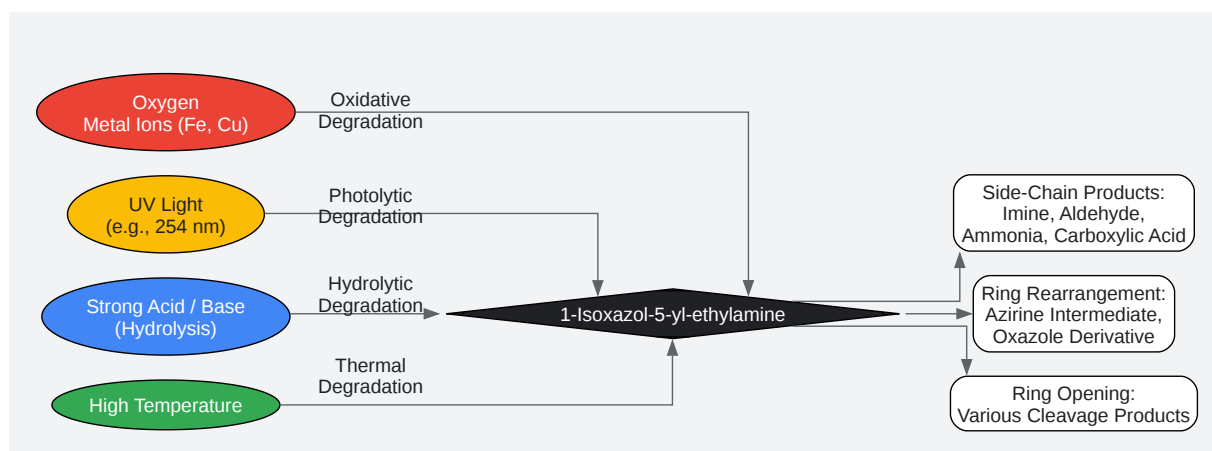 Oxygen
Metal Ions (Fe, Cu)
Oxidative
Degradation
UV Light
(e.g., 254 nm)
Photolytic
Degradation
Strong Acid / Base
(Hydrolysis)
Hydrolytic
Degradation
High Temperature
Thermal
Degradation
1-Isoxazol-5-yl-ethylamine
Side-Chain Products:
Imine, Aldehyde,
Ammonia, Carboxylic Acid
Ring Rearrangement:
Azirine Intermediate,
Oxazole Derivative
Ring Opening:
Various Cleavage Products